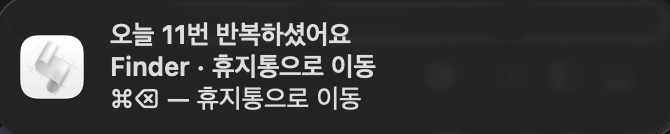 오늘 11번 반복하셨어요
Finder · 휴지통으로 이동
⌘⌫ — 휴지통으로 이동